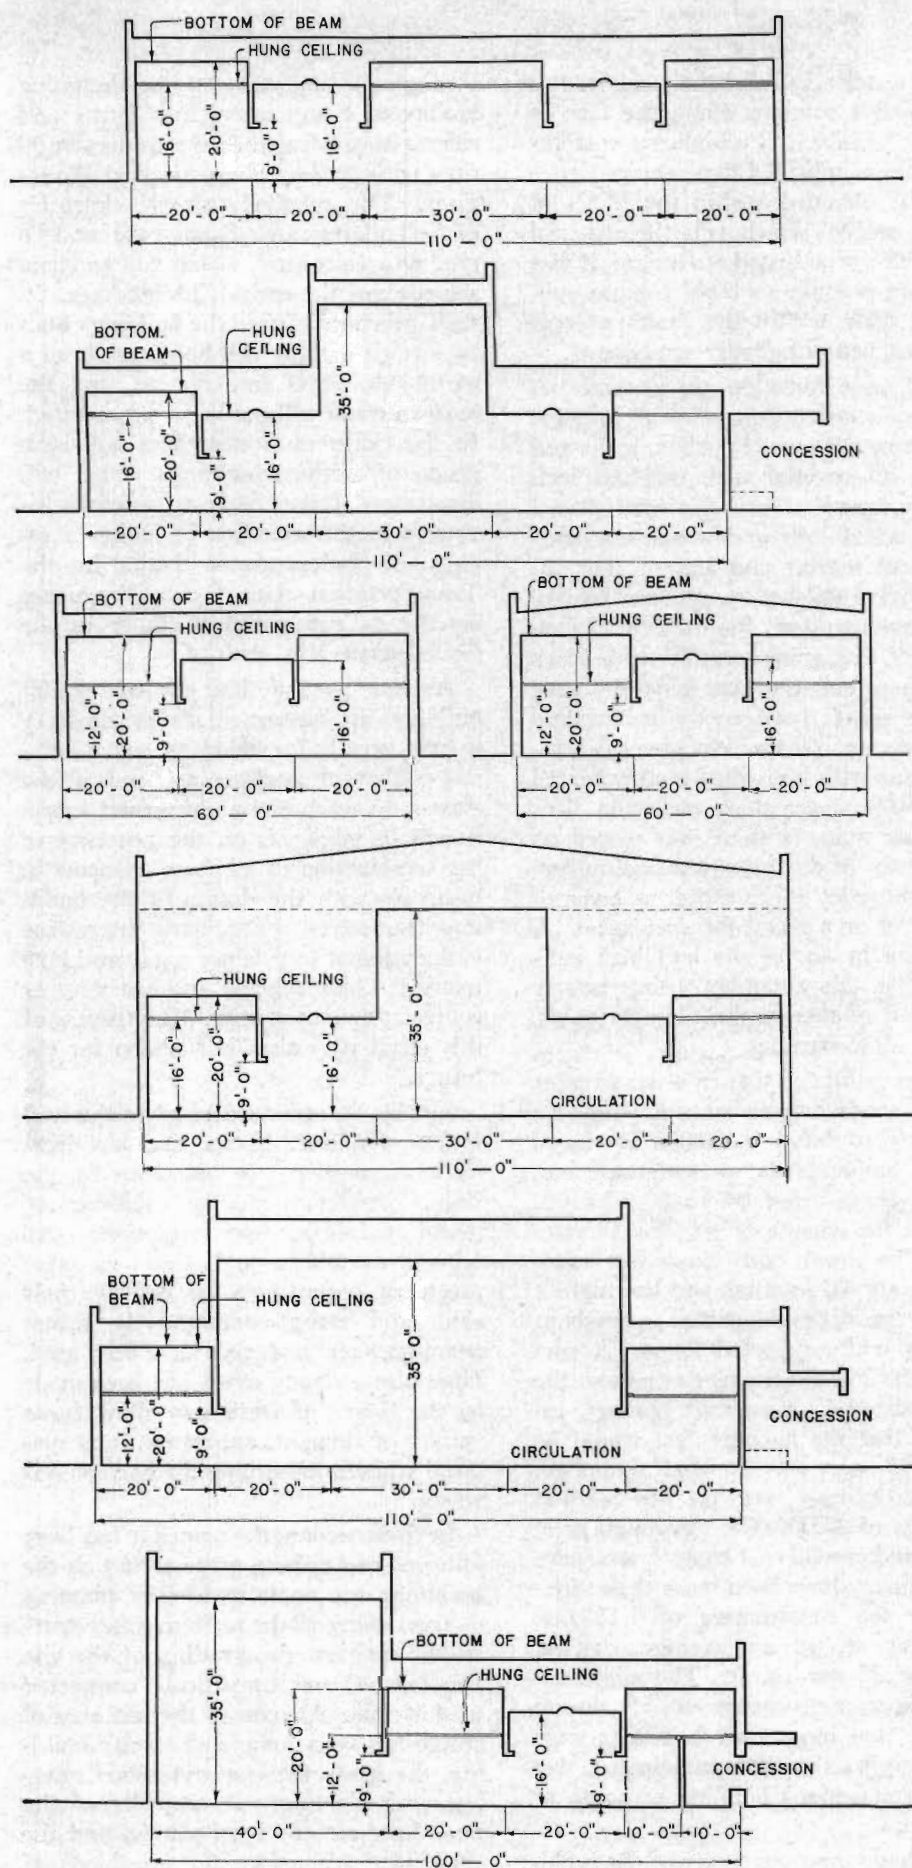 BOTTOM OF BEAM
HUNG CEILING
16'-0"
20'-0"
9'-0"
16'-0"
20'-0" 20'-0" 30'-0" 20'-0" 20'-0"
110'-0"
BOTTOM
OF BEAM
HUNG
CEILING
35'-0"
16'-0"
20'-0"
9'-0"
16'-0"
CONCESSION
20'-0" 20'-0" 30'-0" 20'-0" 20'-0"
110'-0"
BOTTOM OF BEAM
HUNG CEILING
12'-0"
20'-0"
9'-0"
16'-0"
20'-0" 20'-0" 20'-0"
60'-0"
BOTTOM OF BEAM
HUNG CEILING
12'-0"
20'-0"
9'-0"
16'-0"
20'-0" 20'-0" 20'-0"
60'-0"
HUNG CEILING
35'-0"
16'-0"
20'-0"
9'-0"
16'-0"
CIRCULATION
20'-0" 20'-0" 30'-0" 20'-0" 20'-0"
110'-0"
BOTTOM OF
BEAM
HUNG CEILING
35'-0"
12'-0"
20'-0"
9'-0"
CIRCULATION
CONCESSION
20'-0" 20'-0" 30'-0" 20'-0" 20'-0"
110'-0"
BOTTOM OF BEAM
HUNG CEILING
35'-0"
20'-0"
12'-0"
9'-0"
16'-0"
9'-0"
CONCESSION
40'-0" 20'-0" 20'-0" 10'-0" 10'-0"
100'-0"